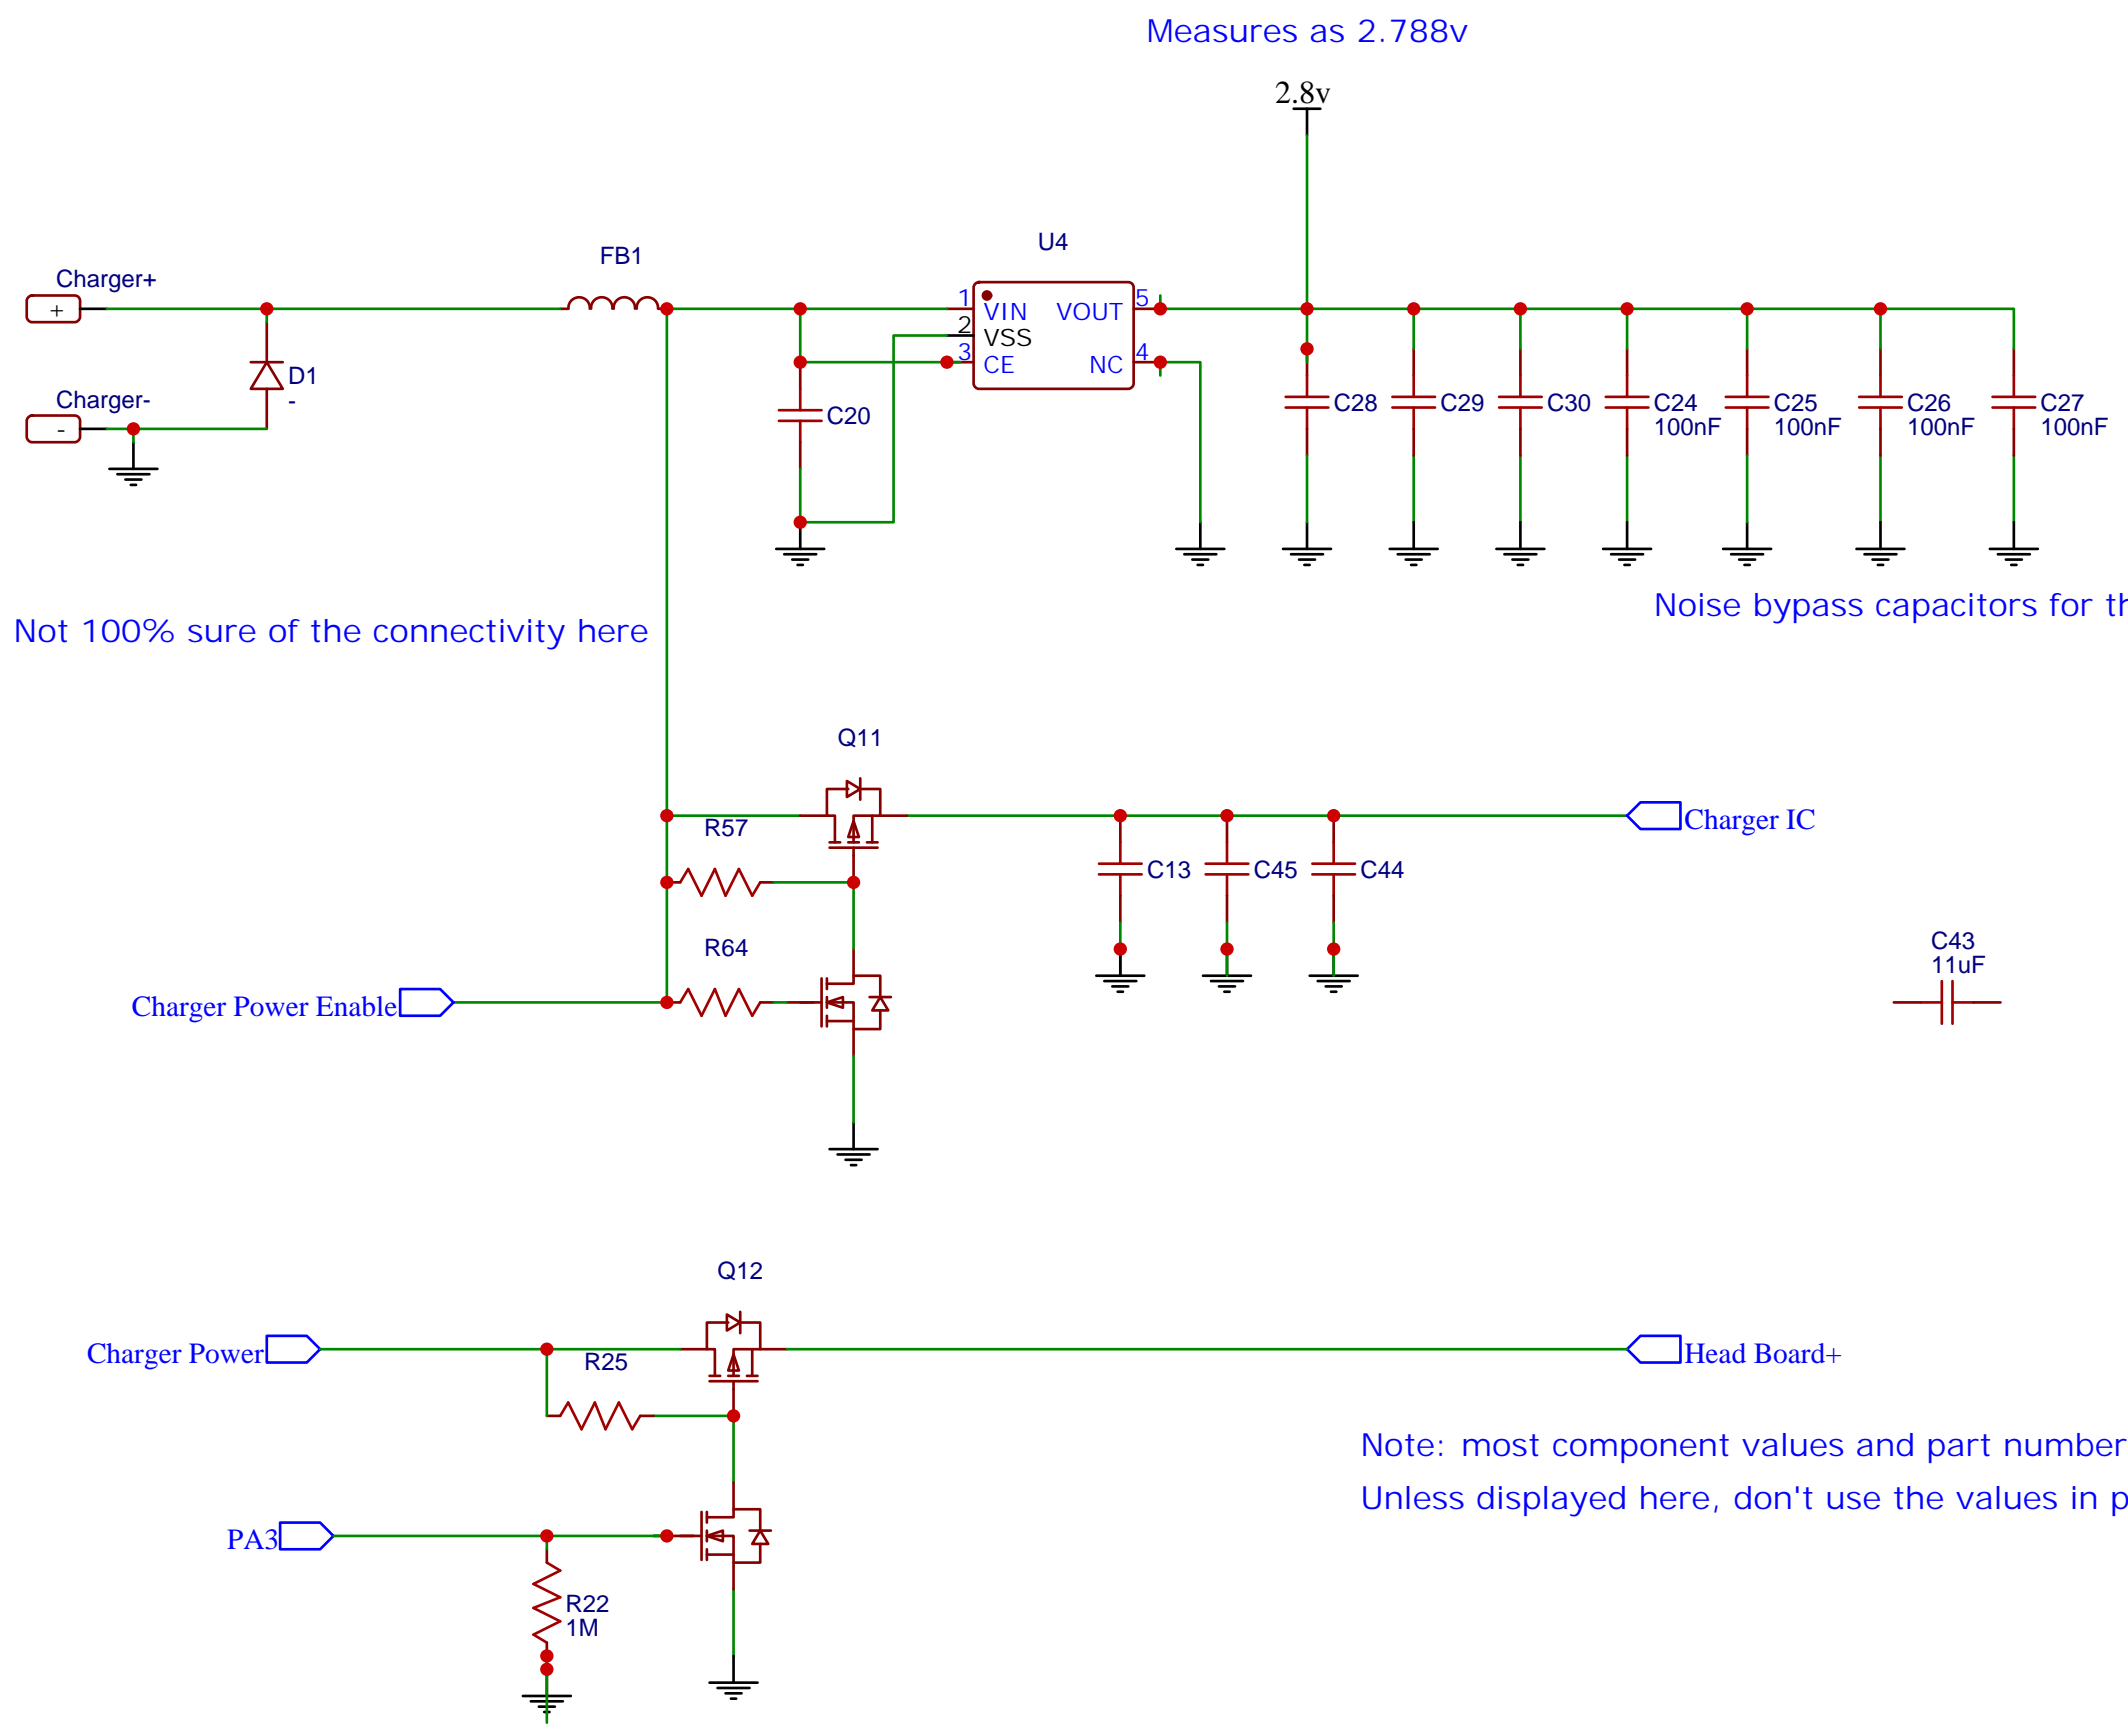 Measures as 2.788v
2.8v
U4
FB1
Charger+
+
1
VIN
VOUT
5
2
VSS
3
CE
NC
4
D1
-
Charger-
-
C20
C28
C29
C30
C24
100nF
C25
100nF
C26
100nF
C27
100nF
Noise bypass capacitors for th
Not 100% sure of the connectivity here
Q11
R57
Charger IC
C13
C45
C44
R64
C43
11uF
Charger Power Enable
Q12
Charger Power
R25
Head Board+
Note: most component values and part number
Unless displayed here, don't use the values in p
PA3
R22
1M